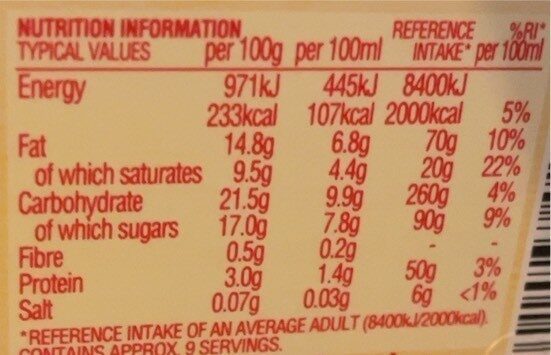 NUTRITION INFORMATION REFERENCE %RI*
TYPICAL VALUES per 100g per 100ml INTAKE* per 100ml
Energy 971kJ 445kJ 8400kJ
233kcal 107kcal 2000kcal 5%
Fat 14.8g 6.8g 70g 10%
of which saturates 9.5g 4.4g 20g 22%
Carbohydrate 21.5g 9.9g 260g 4%
of which sugars 17.0g 7.8g 90g 9%
Fibre 0.5g 0.2g - -
Protein 3.0g 1.4g 50g 3%
Salt 0.07g 0.03g 6g <1%
*REFERENCE INTAKE OF AN AVERAGE ADULT (8400kJ/2000kcal).
CONTAINS APPROX. 9 SERVINGS.